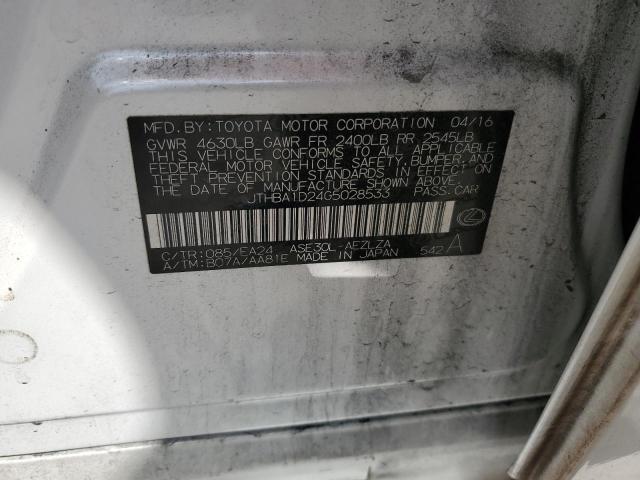 MFD.BY:TOYOTA MOTOR CORPORATION 04/16
GVWR 4630LB GAWR FR 2400LB RR 2545LB
THIS VEHICLE CONFORMS TO ALL APPLICABLE
FEDERAL MOTOR VEHICLE SAFETY, BUMPER, AND
THEFT PREVENTION STANDARDS IN EFFECT ON
THE DATE OF MANUFACTURE SHOWN ABOVE.
JTHBA1D24G5028533 PASS.CAR
C/TR:085/EA24 ASE30L-AEZLZA
A/TM:BC7A/AA81E MADE IN JAPAN 542 A